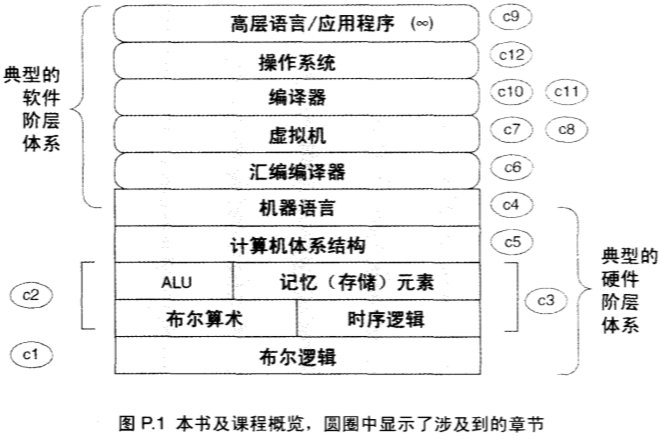 高层语言/应用程序 (∞)
c9
操作系统
c12
典型的
软件
阶层
体系
编译器
c10
c11
虚拟机
c7
c8
汇编编译器
c6
机器语言
c4
计算机体系结构
c5
典型的
硬件
阶层
体系
ALU
记忆（存储）元素
c2
c3
布尔算术
时序逻辑
c1
布尔逻辑
图 P.1 本书及课程概览，圆圈中显示了涉及到的章节